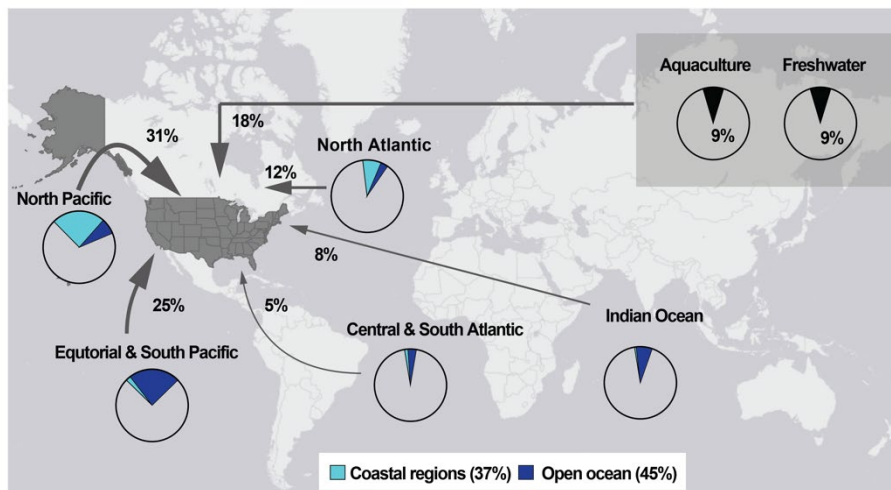 Aquaculture
Freshwater
9%
9%
18%
31%
North Atlantic
12%
North Pacific
8%
25%
5%
Central & South Atlantic
Indian Ocean
Equtorial & South Pacific
Coastal regions (37%)
Open ocean (45%)